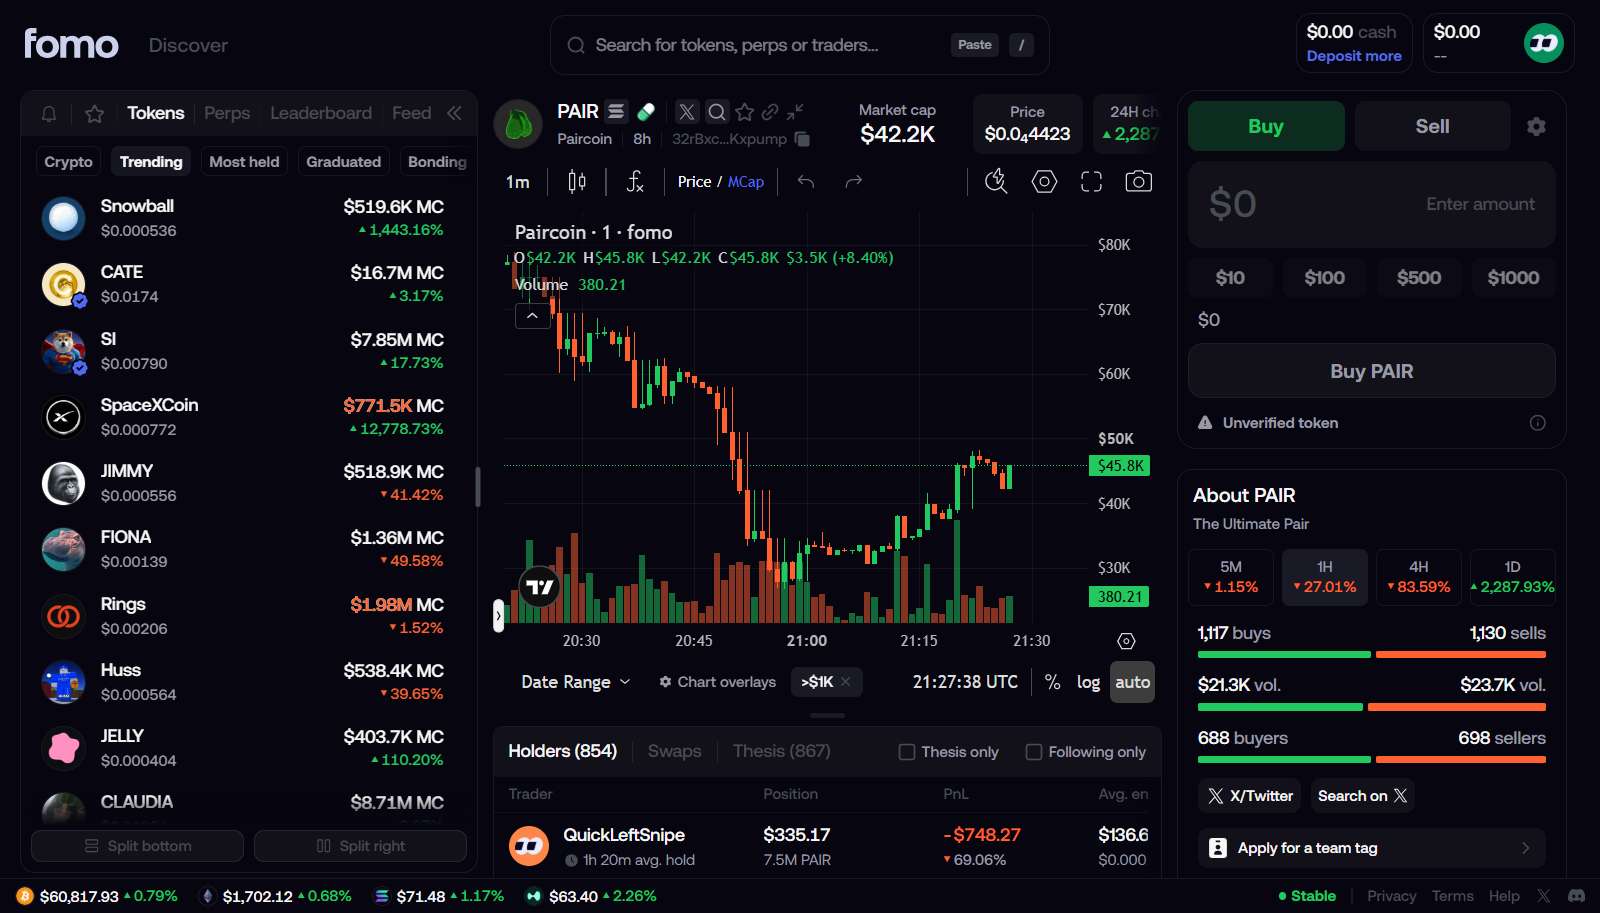 fomo
Discover
Search for tokens, perps or traders...
Paste
/
$0.00 cash
Deposit more
$0.00
--
Tokens
Perps
Leaderboard
Feed
Crypto
Trending
Most held
Graduated
Bonding
Snowball
$519.6K MC
$0.000536
1,443.16%
CATE
$16.7M MC
$0.0174
3.17%
SI
$7.85M MC
$0.00790
17.73%
SpaceXCoin
$771.5K MC
$0.000772
12,778.73%
JIMMY
$518.9K MC
$0.000556
41.42%
FIONA
$1.36M MC
$0.00139
49.58%
Rings
$1.98M MC
$0.00206
1.52%
Huss
$538.4K MC
$0.000564
39.65%
JELLY
$403.7K MC
$0.000404
110.20%
CLAUDIA
$8.71M MC
Split bottom
Split right
PAIR
Paircoin
8h
32rBxc...Kxpump
Market cap
$42.2K
Price
$0.0₄4423
24H ch
2,287
1m
Price / MCap
Paircoin · 1 · fomo
O$42.2K H$45.8K L$42.2K C$45.8K $3.5K (+8.40%)
Volume 380.21
$80K
$70K
$60K
$50K
$45.8K
$40K
$30K
380.21
20:30
20:45
21:00
21:15
21:30
Date Range
Chart overlays
>$1K
21:27:38 UTC
%
log
auto
Holders (854)
Swaps
Thesis (867)
Thesis only
Following only
Trader
Position
PnL
Avg. en
QuickLeftSnipe
$335.17
-$748.27
$136.6
1h 20m avg. hold
7.5M PAIR
69.06%
$0.000
Buy
Sell
$0
Enter amount
$10
$100
$500
$1000
$0
Buy PAIR
Unverified token
About PAIR
The Ultimate Pair
5M
1.15%
1H
27.01%
4H
83.59%
1D
2,287.93%
1,117 buys
1,130 sells
$21.3K vol.
$23.7K vol.
688 buyers
698 sellers
X/Twitter
Search on X
Apply for a team tag
$60,817.93 0.79%
$1,702.12 0.68%
$71.48 1.17%
$63.40 2.26%
Stable
Privacy
Terms
Help